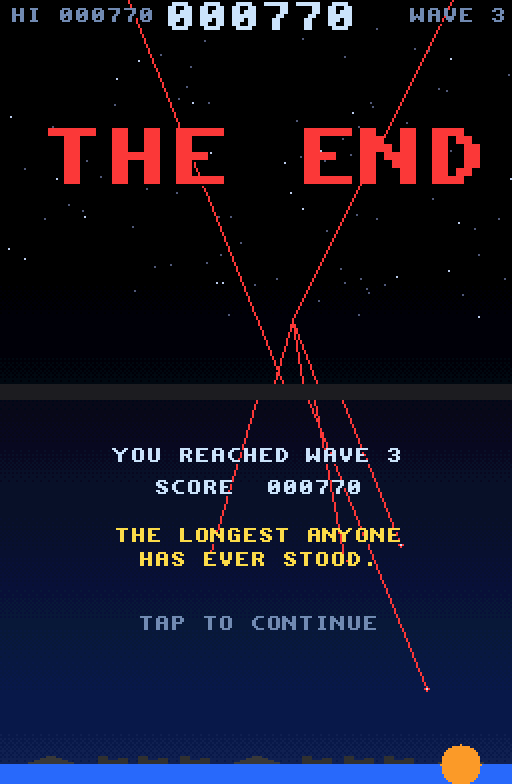 HI 000770 000770 WAVE 3
THE END
YOU REACHED WAVE 3
SCORE 000770
THE LONGEST ANYONE
HAS EVER STOOD.
TAP TO CONTINUE